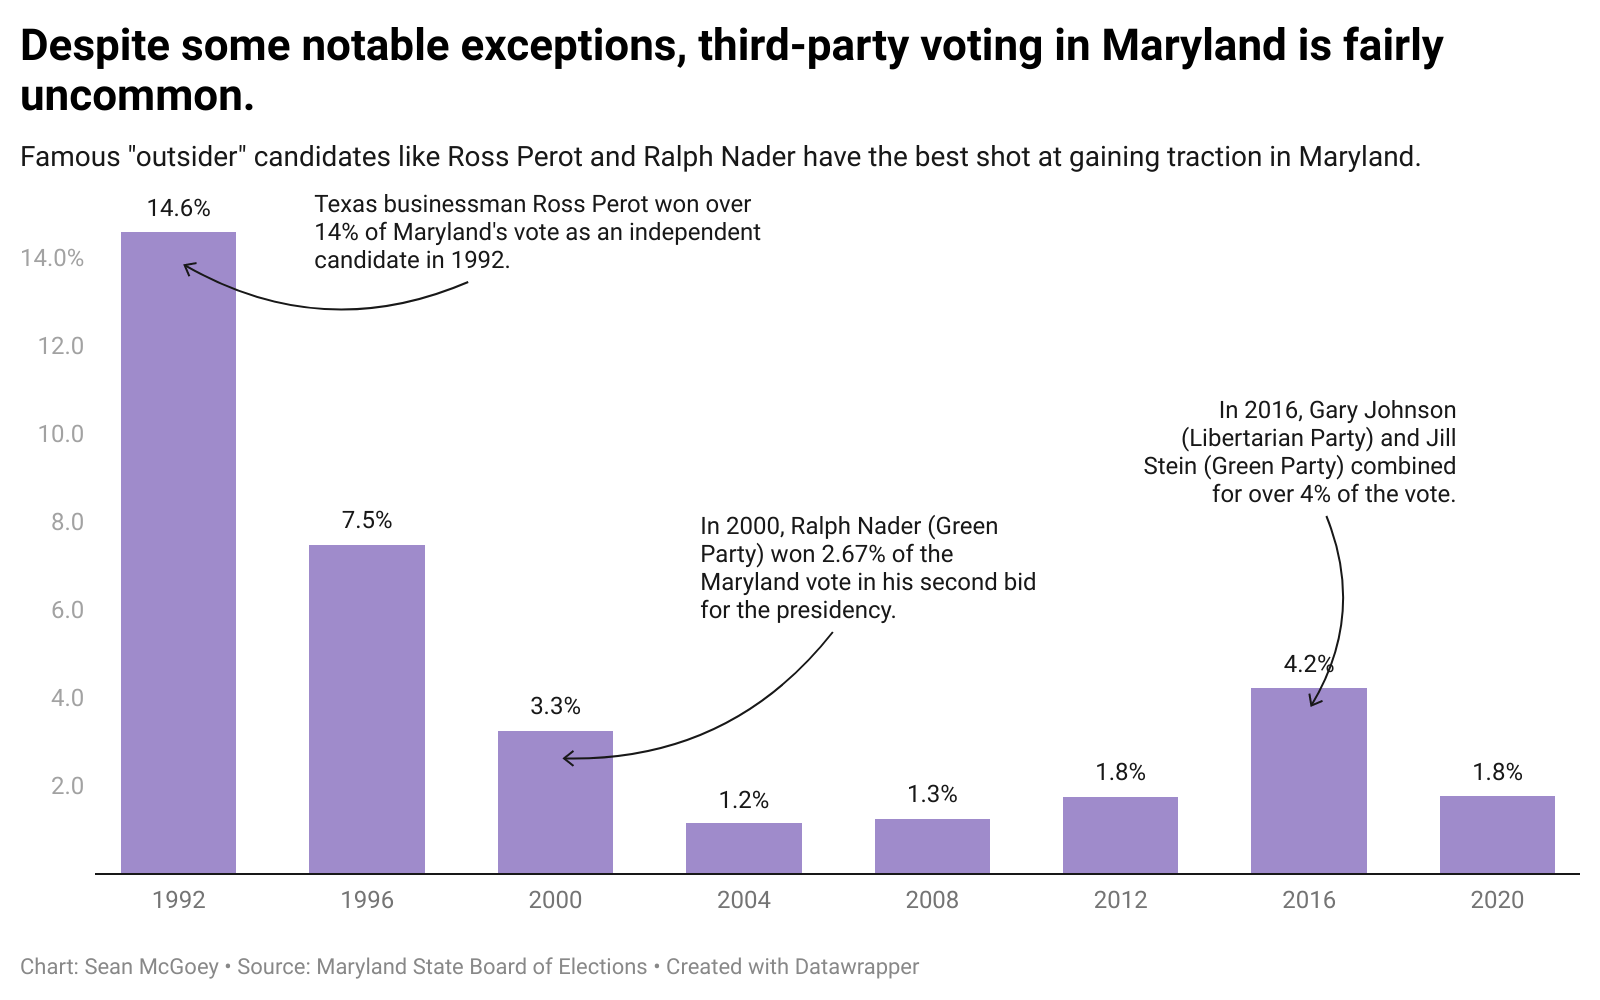 Despite some notable exceptions, third-party voting in Maryland is fairly
uncommon.
Famous "outsider" candidates like Ross Perot and Ralph Nader have the best shot at gaining traction in Maryland.
14.6%
Texas businessman Ross Perot won over
14% of Maryland's vote as an independent
candidate in 1992.
14.0%
12.0
10.0
8.0
6.0
4.0
2.0
7.5%
In 2000, Ralph Nader (Green
Party) won 2.67% of the
Maryland vote in his second bid
for the presidency.
3.3%
1.2%
1.3%
1.8%
In 2016, Gary Johnson
(Libertarian Party) and Jill
Stein (Green Party) combined
for over 4% of the vote.
4.2%
1.8%
1992 1996 2000 2004 2008 2012 2016 2020
Chart: Sean McGoey • Source: Maryland State Board of Elections • Created with Datawrapper